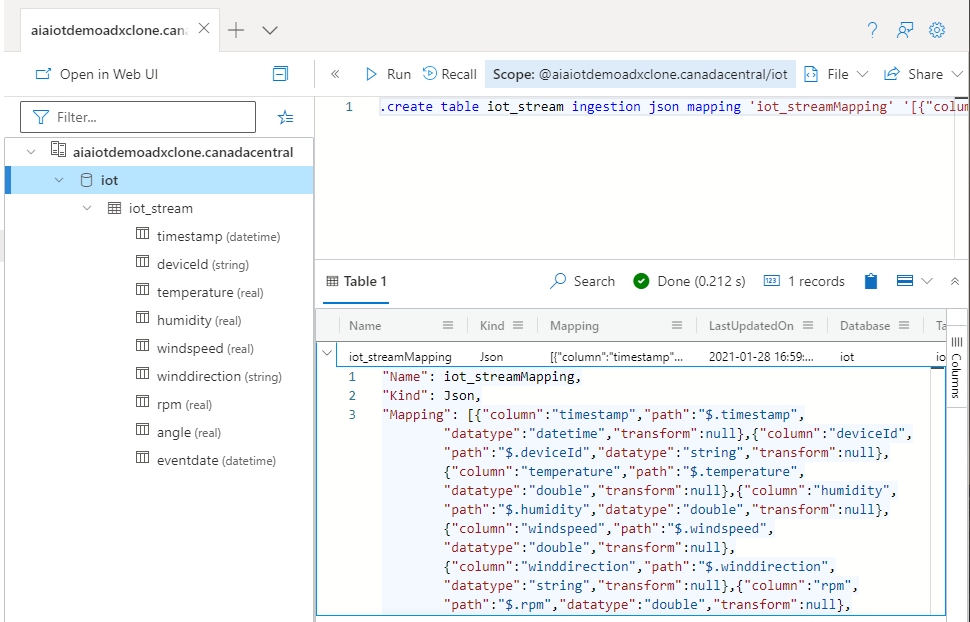 aiaiotdemoadxclone.can
Open in Web UI
Run Recall Scope: @aiaiotdemoadxclone.canadacentral/iot File Share
Filter...
1 .create table iot_stream ingestion json mapping 'iot_streamMapping' '[{"colum
aiaiotdemoadxclone.canadacentral
iot
iot_stream
timestamp (datetime)
deviceId (string)
temperature (real)
humidity (real)
windspeed (real)
winddirection (string)
rpm (real)
angle (real)
eventdate (datetime)
Table 1 Search Done (0.212 s) 123 1 records
Name Kind Mapping LastUpdatedOn Database Ta
iot_streamMapping Json [{"column":"timestamp"... 2021-01-28 16:59:... iot io
1 "Name": iot_streamMapping,
2 "Kind": Json,
3 "Mapping": [{"column":"timestamp","path":"$.timestamp",
"datatype":"datetime","transform":null},{"column":"deviceId",
"path":"$.deviceId","datatype":"string","transform":null},
{"column":"temperature","path":"$.temperature",
"datatype":"double","transform":null},{"column":"humidity",
"path":"$.humidity","datatype":"double","transform":null},
{"column":"windspeed","path":"$.windspeed",
"datatype":"double","transform":null},
{"column":"winddirection","path":"$.winddirection",
"datatype":"string","transform":null},{"column":"rpm",
"path":"$.rpm","datatype":"double","transform":null},
Columns